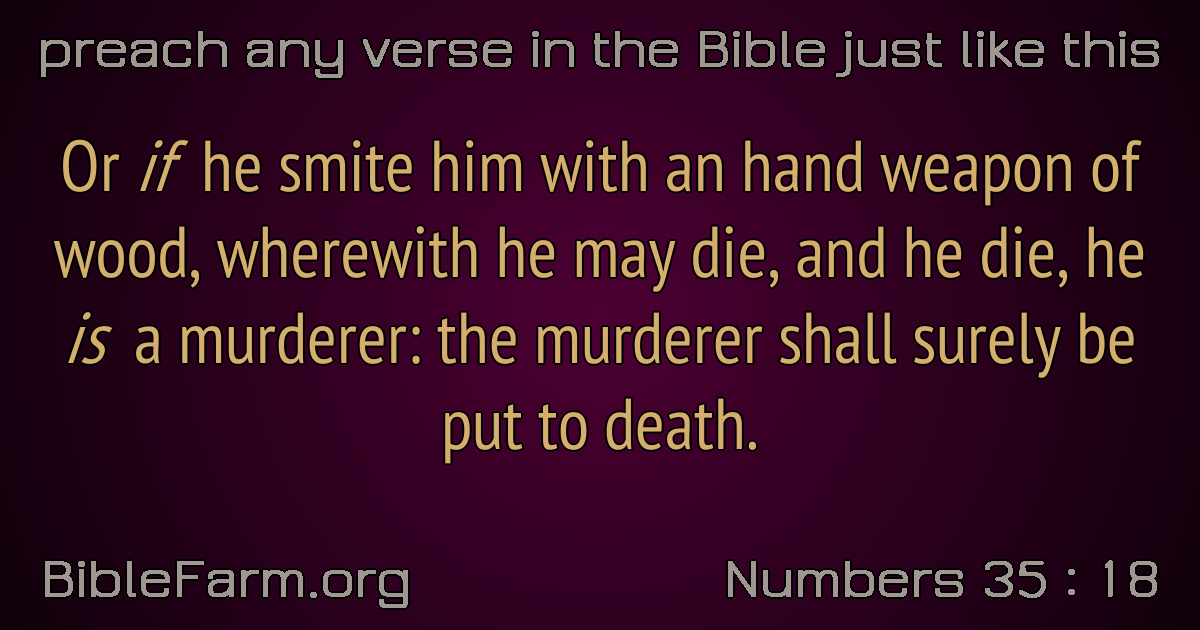 preach any verse in the Bible just like this
Or if he smite him with an hand weapon of
wood, wherewith he may die, and he die, he
is a murderer: the murderer shall surely be
put to death.
BibleFarm.org
Numbers 35 : 18